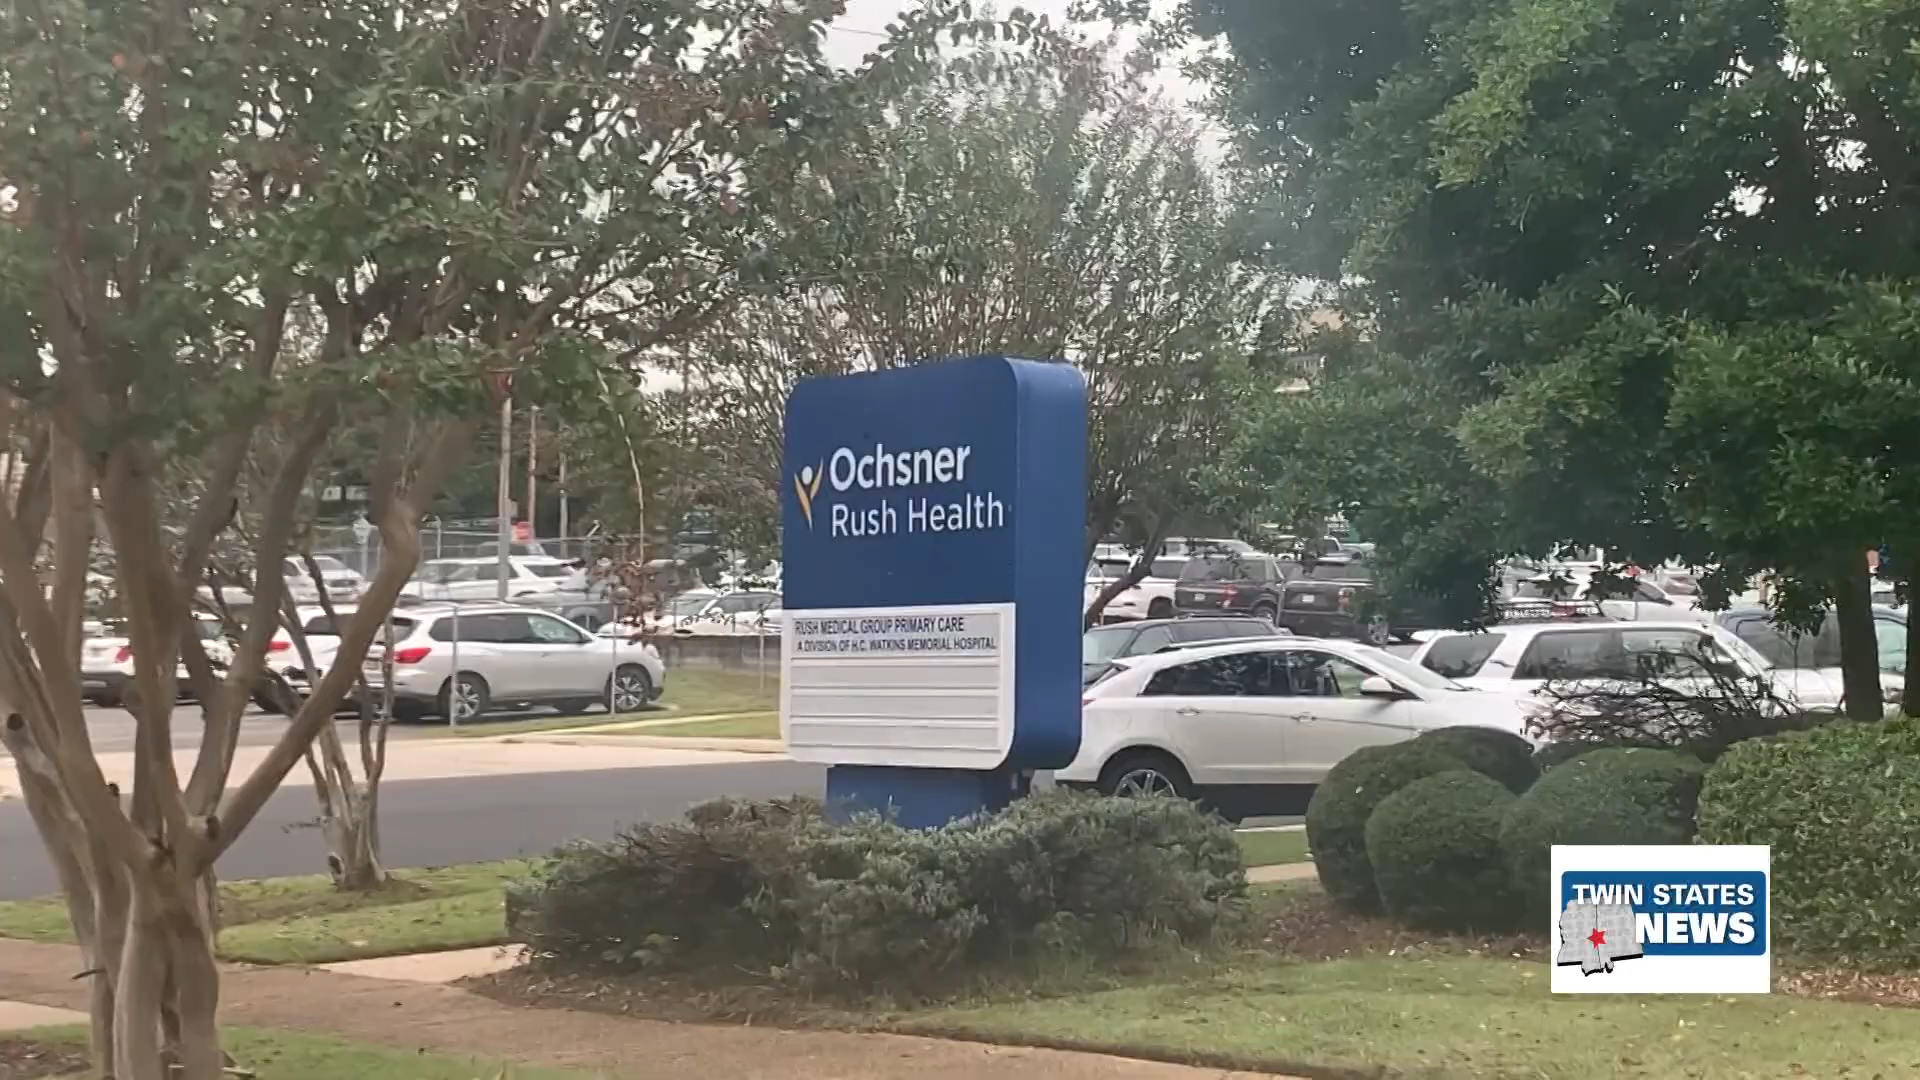 Ochsner
Rush Health
RUSH MEDICAL GROUP PRIMARY CARE
A DIVISION OF H.C. WATKINS MEMORIAL HOSPITAL
TWIN STATES
NEWS